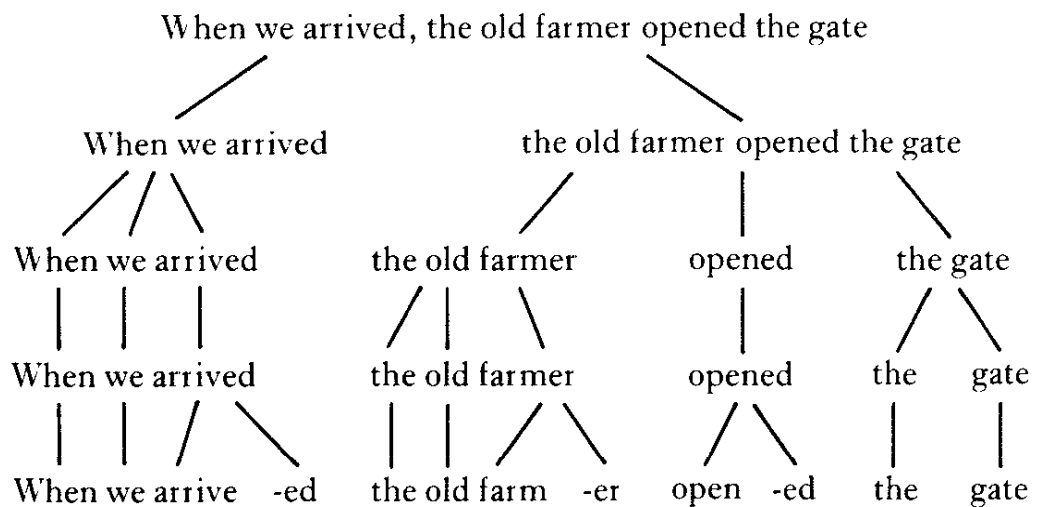 When we arrived, the old farmer opened the gate
When we arrived the old farmer opened the gate
When we arrived the old farmer opened the gate
When we arrived the old farmer opened the gate
When we arrive -ed the old farm -er open -ed the gate